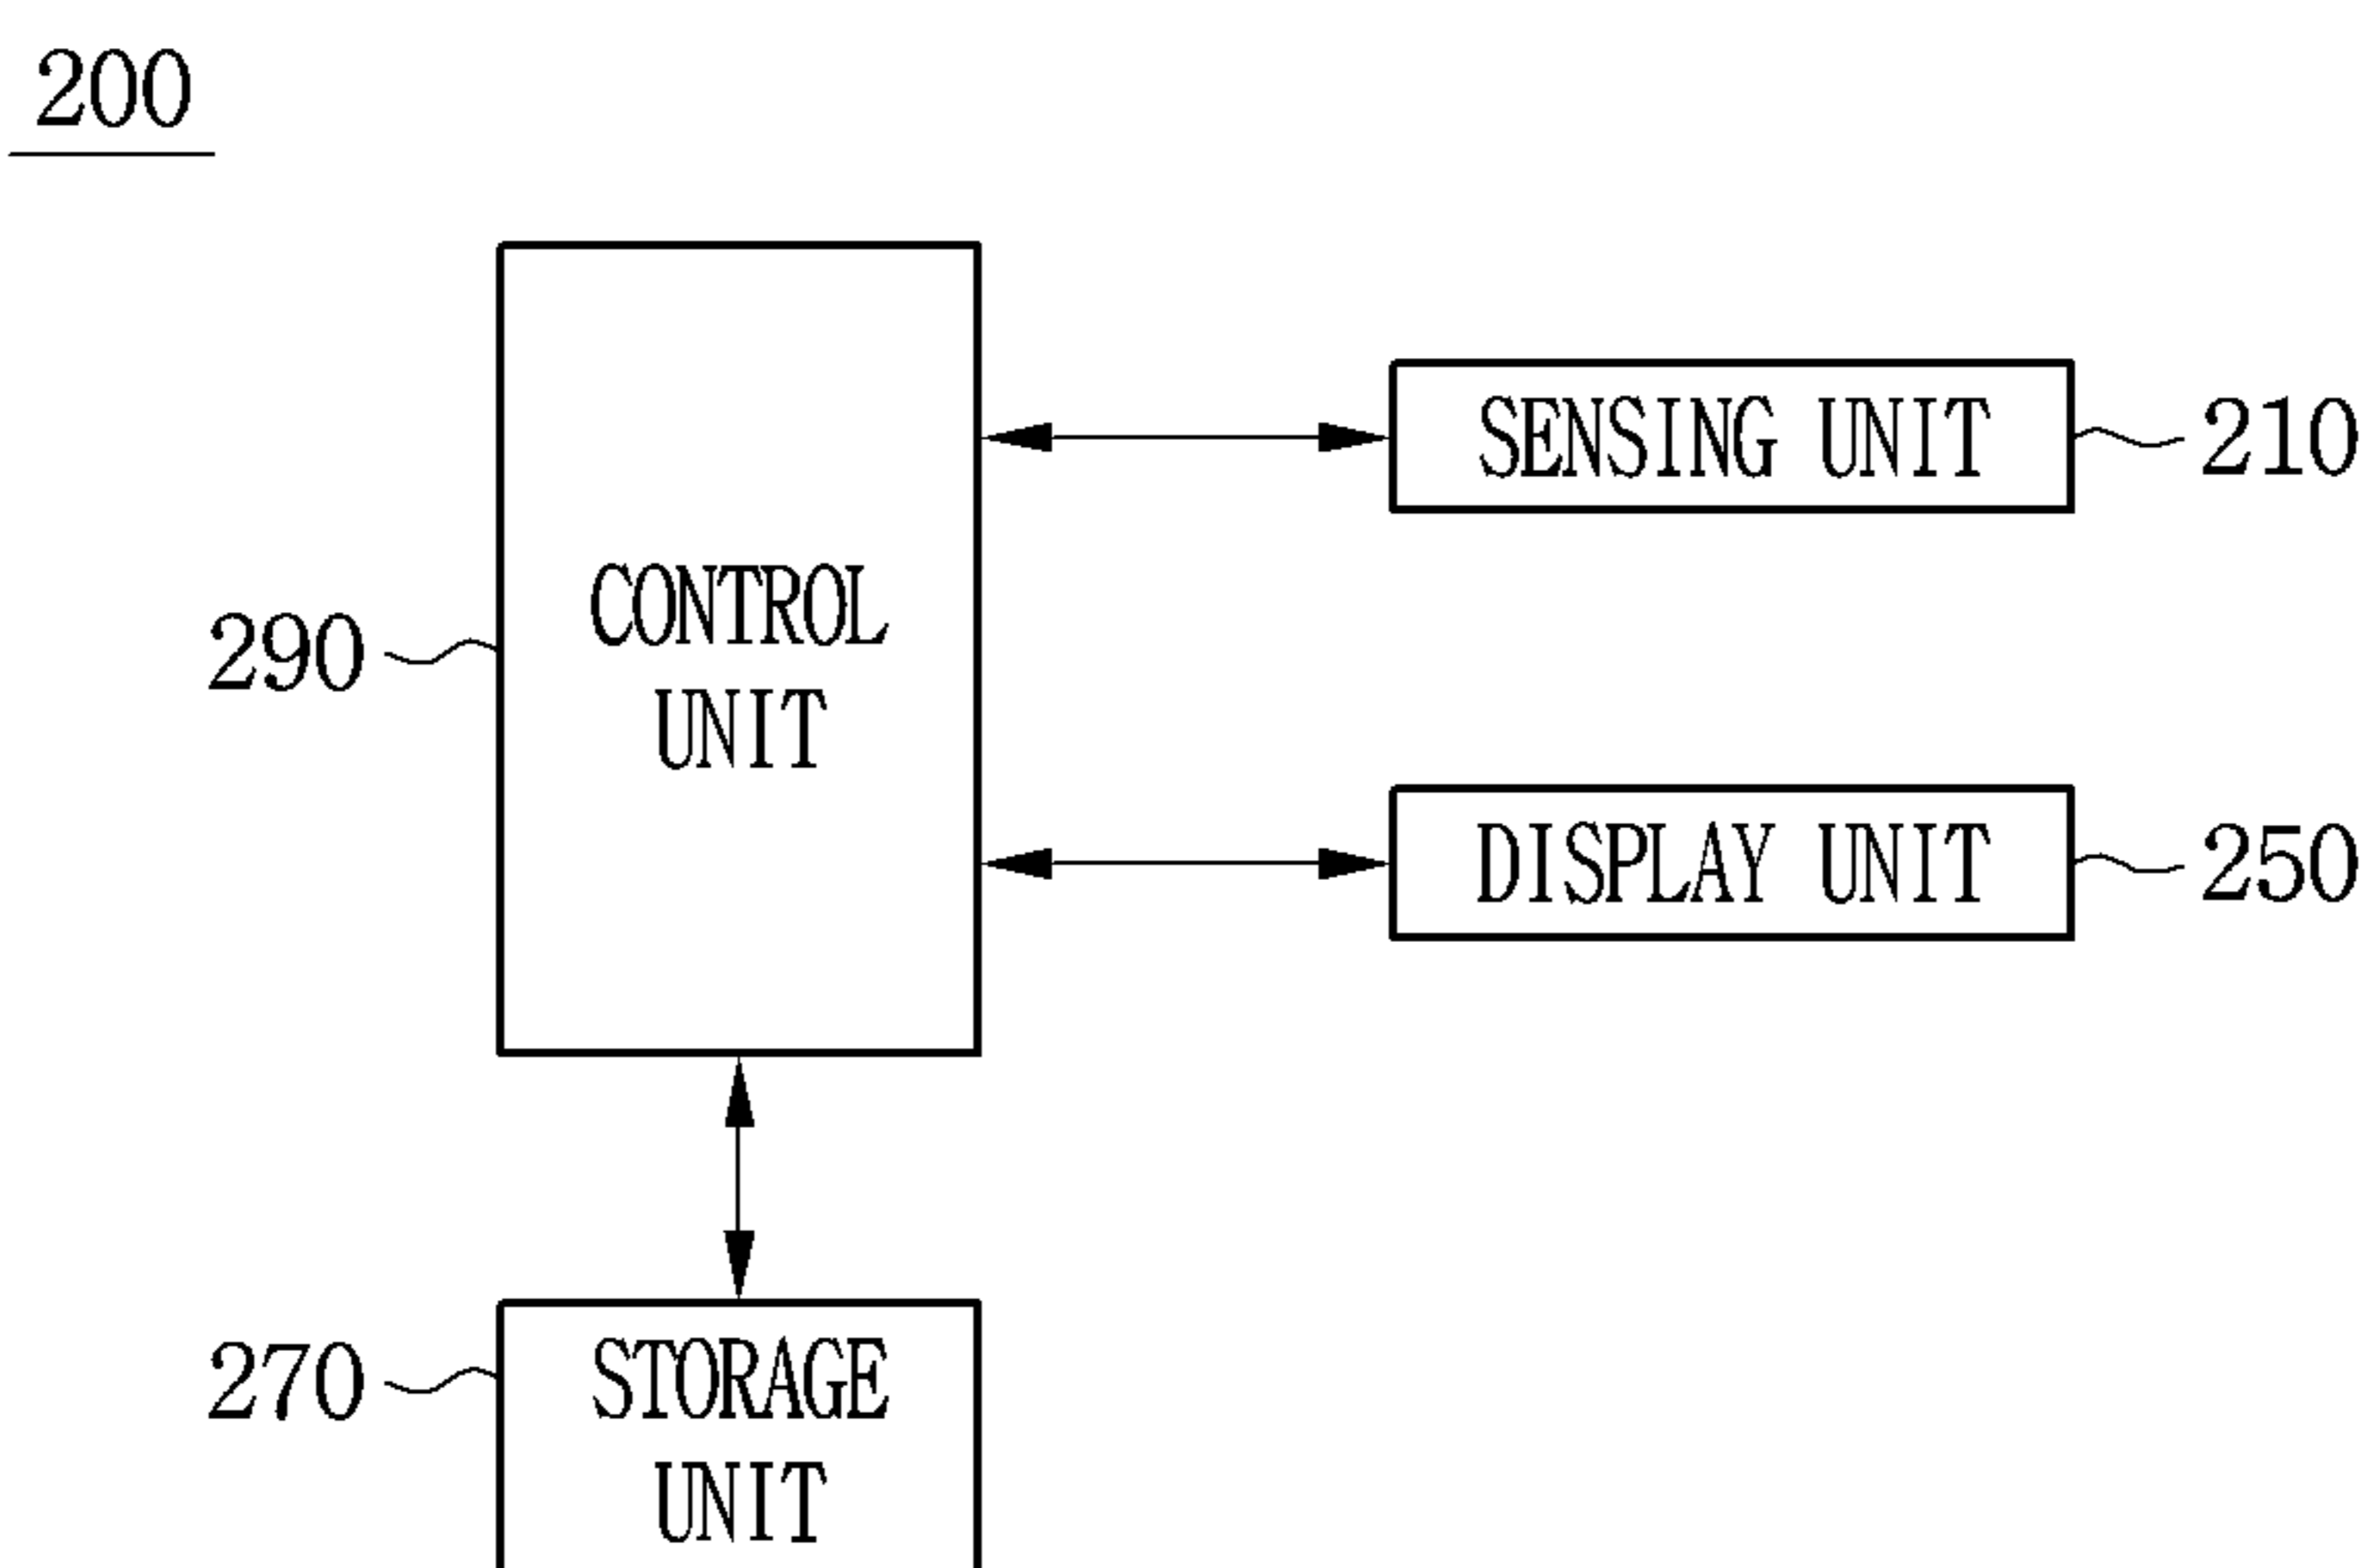 200
SENSING UNIT
210
CONTROL
UNIT
290
DISPLAY UNIT
250
STORAGE
UNIT
270